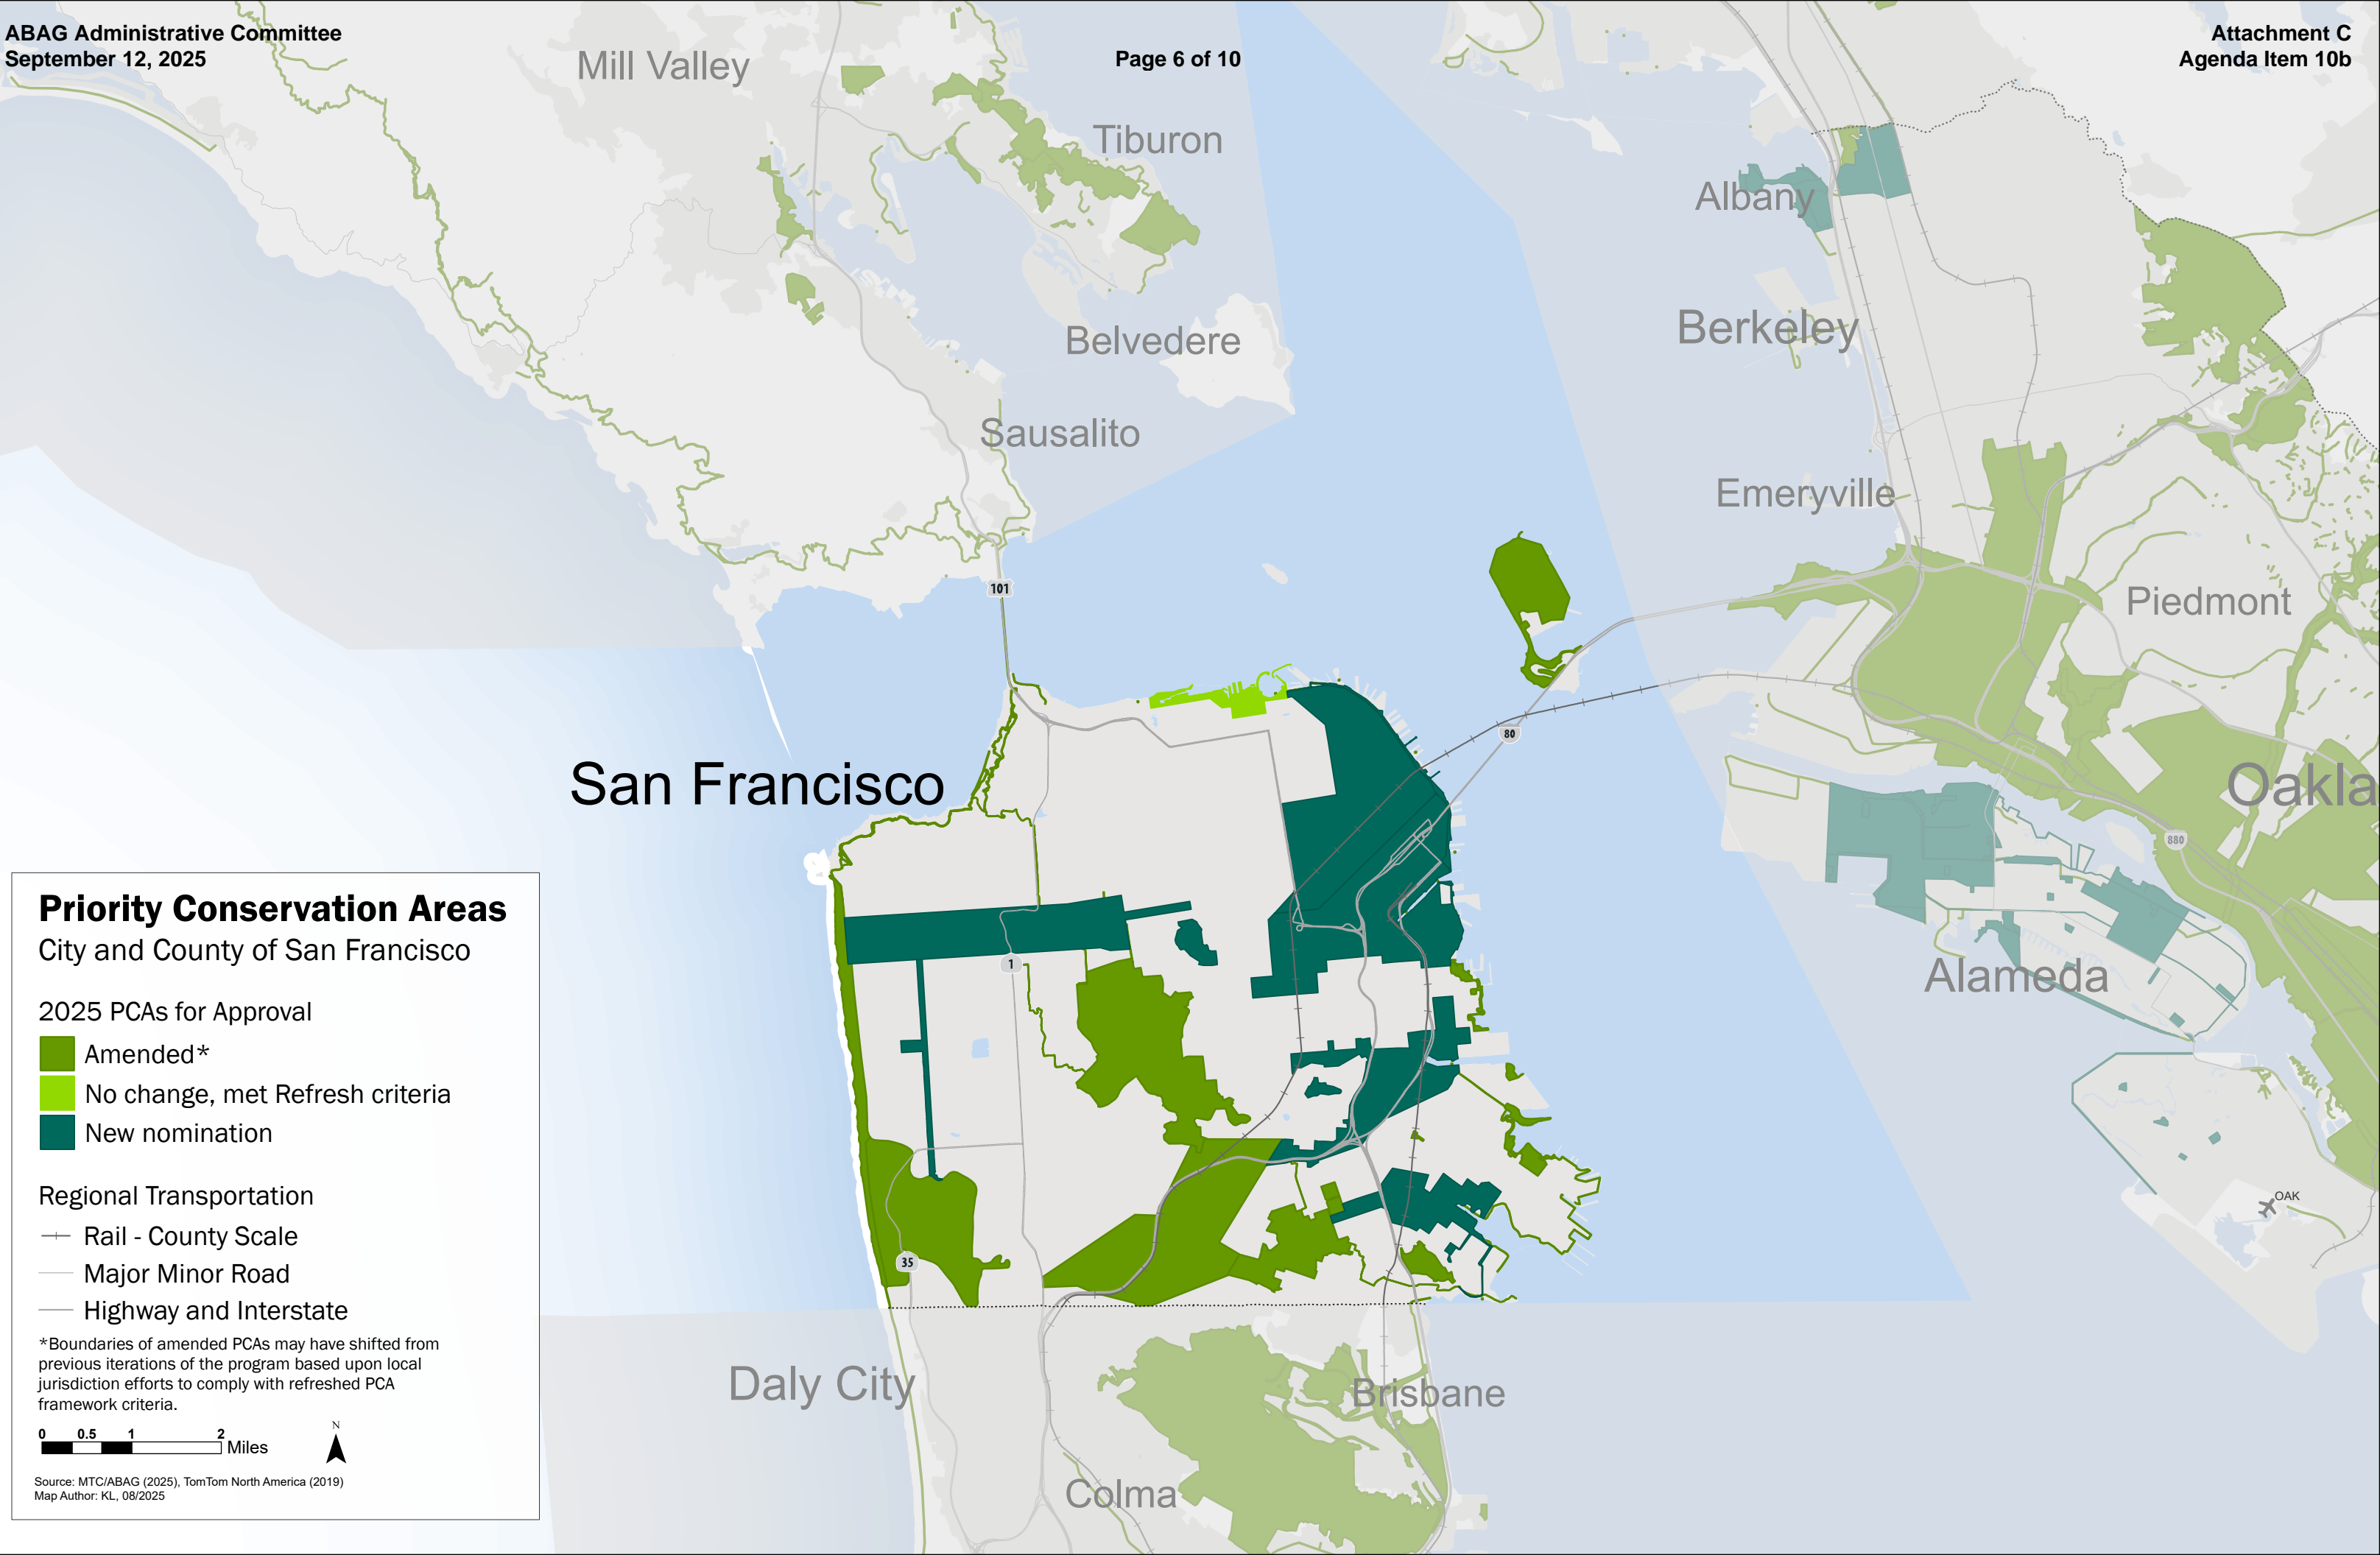 ABAG Administrative Committee
September 12, 2025
Page 6 of 10
Attachment C
Agenda Item 10b
Mill Valley
Tiburon
Albany
Belvedere
Berkeley
Sausalito
Emeryville
101
Piedmont
80
San Francisco
Oakla
880
1
Alameda
35
OAK
Daly City
Brisbane
Colma
Priority Conservation Areas
City and County of San Francisco
2025 PCAs for Approval
Amended*
No change, met Refresh criteria
New nomination
Regional Transportation
Rail - County Scale
Major Minor Road
Highway and Interstate
*Boundaries of amended PCAs may have shifted from
previous iterations of the program based upon local
jurisdiction efforts to comply with refreshed PCA
framework criteria.
0 0.5 1 2
Miles
N
Source: MTC/ABAG (2025), TomTom North America (2019)
Map Author: KL, 08/2025